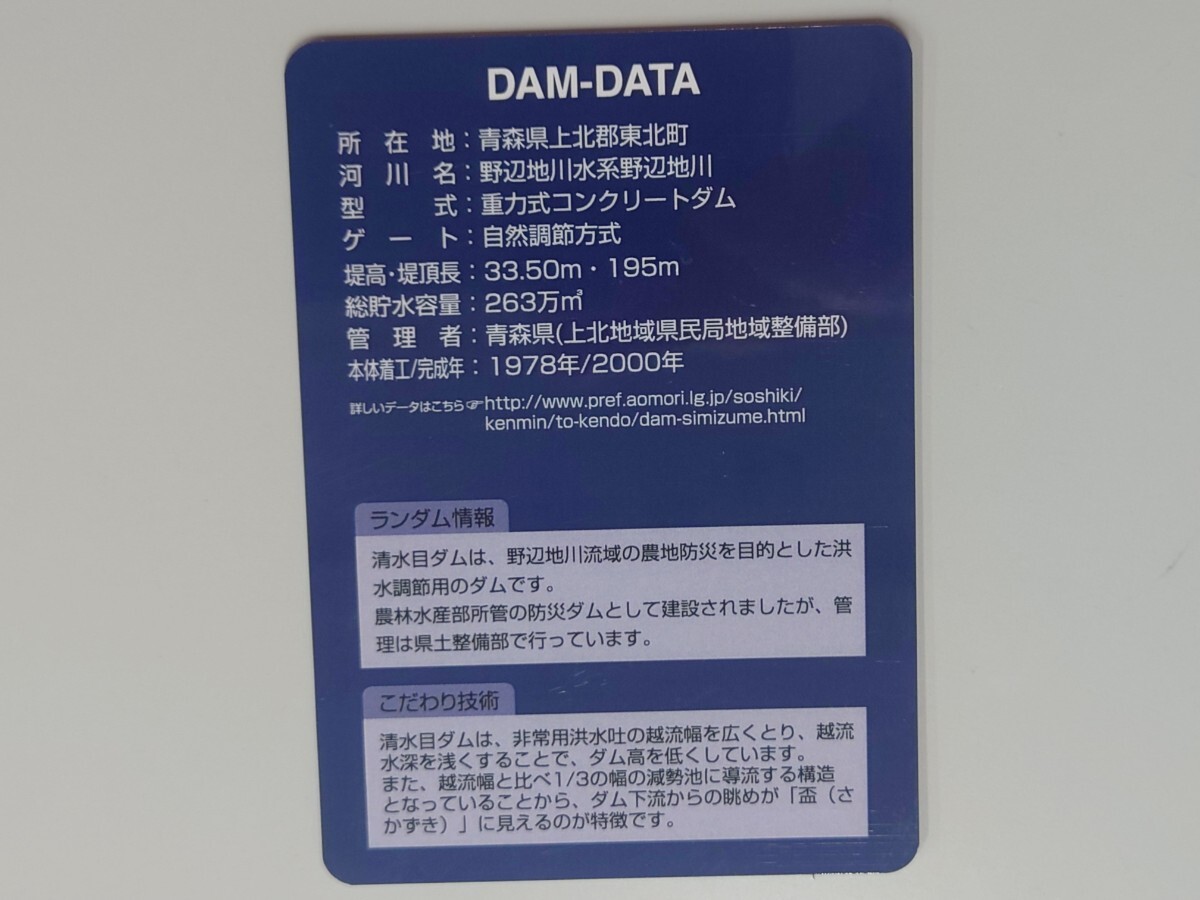 DAM-DATA
所在地：青森県上北郡東北町
河川名：野辺地川水系野辺地川
型式：重力式コンクリートダム
ゲート：自然調節方式
堤高・堤頂長：33.50m・195m
総貯水容量：263万㎥
管理者：青森県(上北地域県民局地域整備部)
本体着工/完成年：1978年/2000年
詳しいデータはこちら☞http://www.pref.aomori.lg.jp/soshiki/
kenmin/to-kendo/dam-simizume.html
ランダム情報
清水目ダムは、野辺地川流域の農地防災を目的とした洪
水調節用のダムです。
農林水産部所管の防災ダムとして建設されましたが、管
理は県土整備部で行っています。
こだわり技術
清水目ダムは、非常用洪水吐の越流幅を広くとり、越流
水深を浅くすることで、ダム高を低くしています。
また、越流幅と比べ1/3の幅の減勢池に導流する構造
となっていることから、ダム下流からの眺めが「盃（さ
かずき）」に見えるのが特徴です。